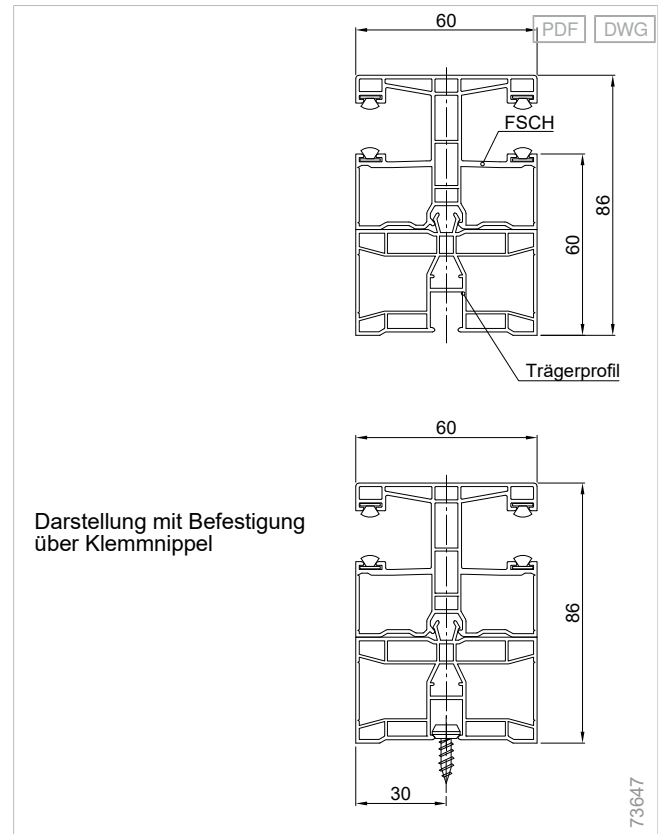 60
PDF DWG
FSCH
86
60
Trägerprofil
60
Darstellung mit Befestigung
über Klemmnippel
86
30
73647